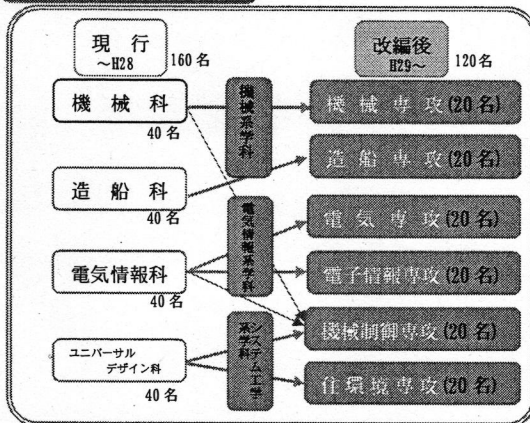 現行
～H28
160名
改編後
H29～
120名
機械科
40名
造船科
40名
電気情報科
40名
ユニバーサル
デザイン科
40名
機械系学科
電気情報系学科
システム工学
系学科
機械専攻(20名)
造船専攻(20名)
電気専攻(20名)
電子情報専攻(20名)
機械制御専攻(20名)
住環境専攻(20名)